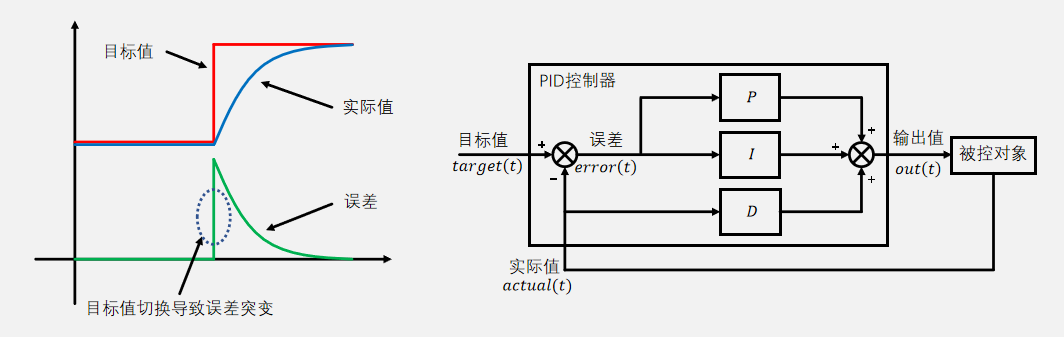 目标值
实际值
误差
目标值切换导致误差突变
PID控制器
目标值
target(t)
+
−
误差
error(t)
P
I
D
+
+
+
输出值
out(t)
被控对象
实际值
actual(t)